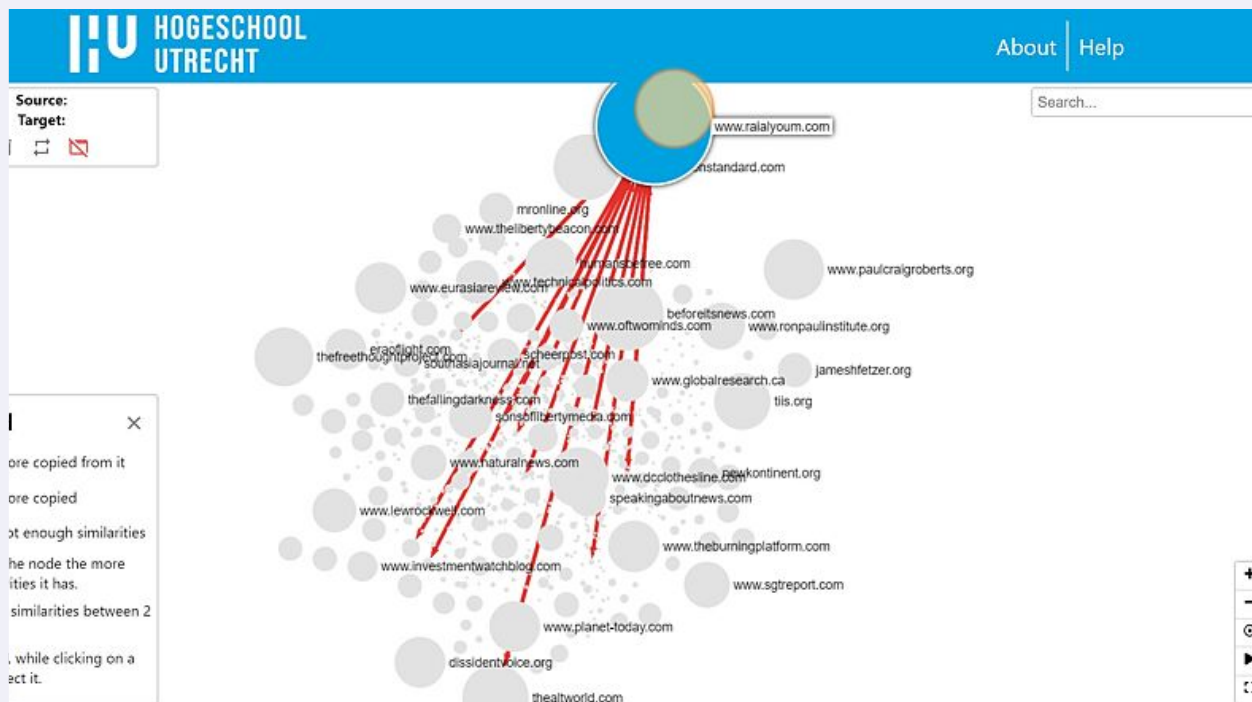 HOGESCHOOL
UTRECHT
About
Help
Source:
Target:
Search...
www.raialyoum.com
nstandard.com
mronline.org
www.thelibertybeacon.com
humansbefree.com
www.paulcraigroberts.org
www.technicalpolitics.com
www.eurasiareview.com
beforeitsnews.com
www.oftwominds.com
www.ronpaulinstitute.org
eraoflight.com
thefreethoughtproject.com
scheerpost.com
southasiajournal.net
jameshfetzer.org
www.globalresearch.ca
thefallingdarkness.com
tiis.org
sonsoflibertymedia.com
www.naturalnews.com
ore copied from it
www.dcclothesline.com
newkontinent.org
ore copied
speakingaboutnews.com
www.lewrockwell.com
ot enough similarities
www.theburningplatform.com
he node the more
ities it has.
www.investmentwatchblog.com
www.sgtreport.com
similarities between 2
www.planet-today.com
. while clicking on a
ect it.
dissidentvoice.org
thealtworld.com